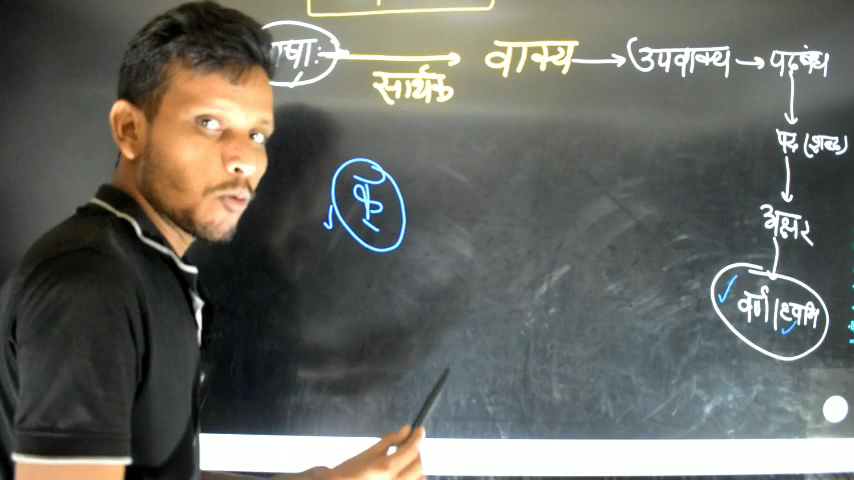 षा: → वाक्य → उपवाक्य → पदबंध
सार्थक
पद (शब्द)
क्
अक्षर
वर्ण / ध्वनि